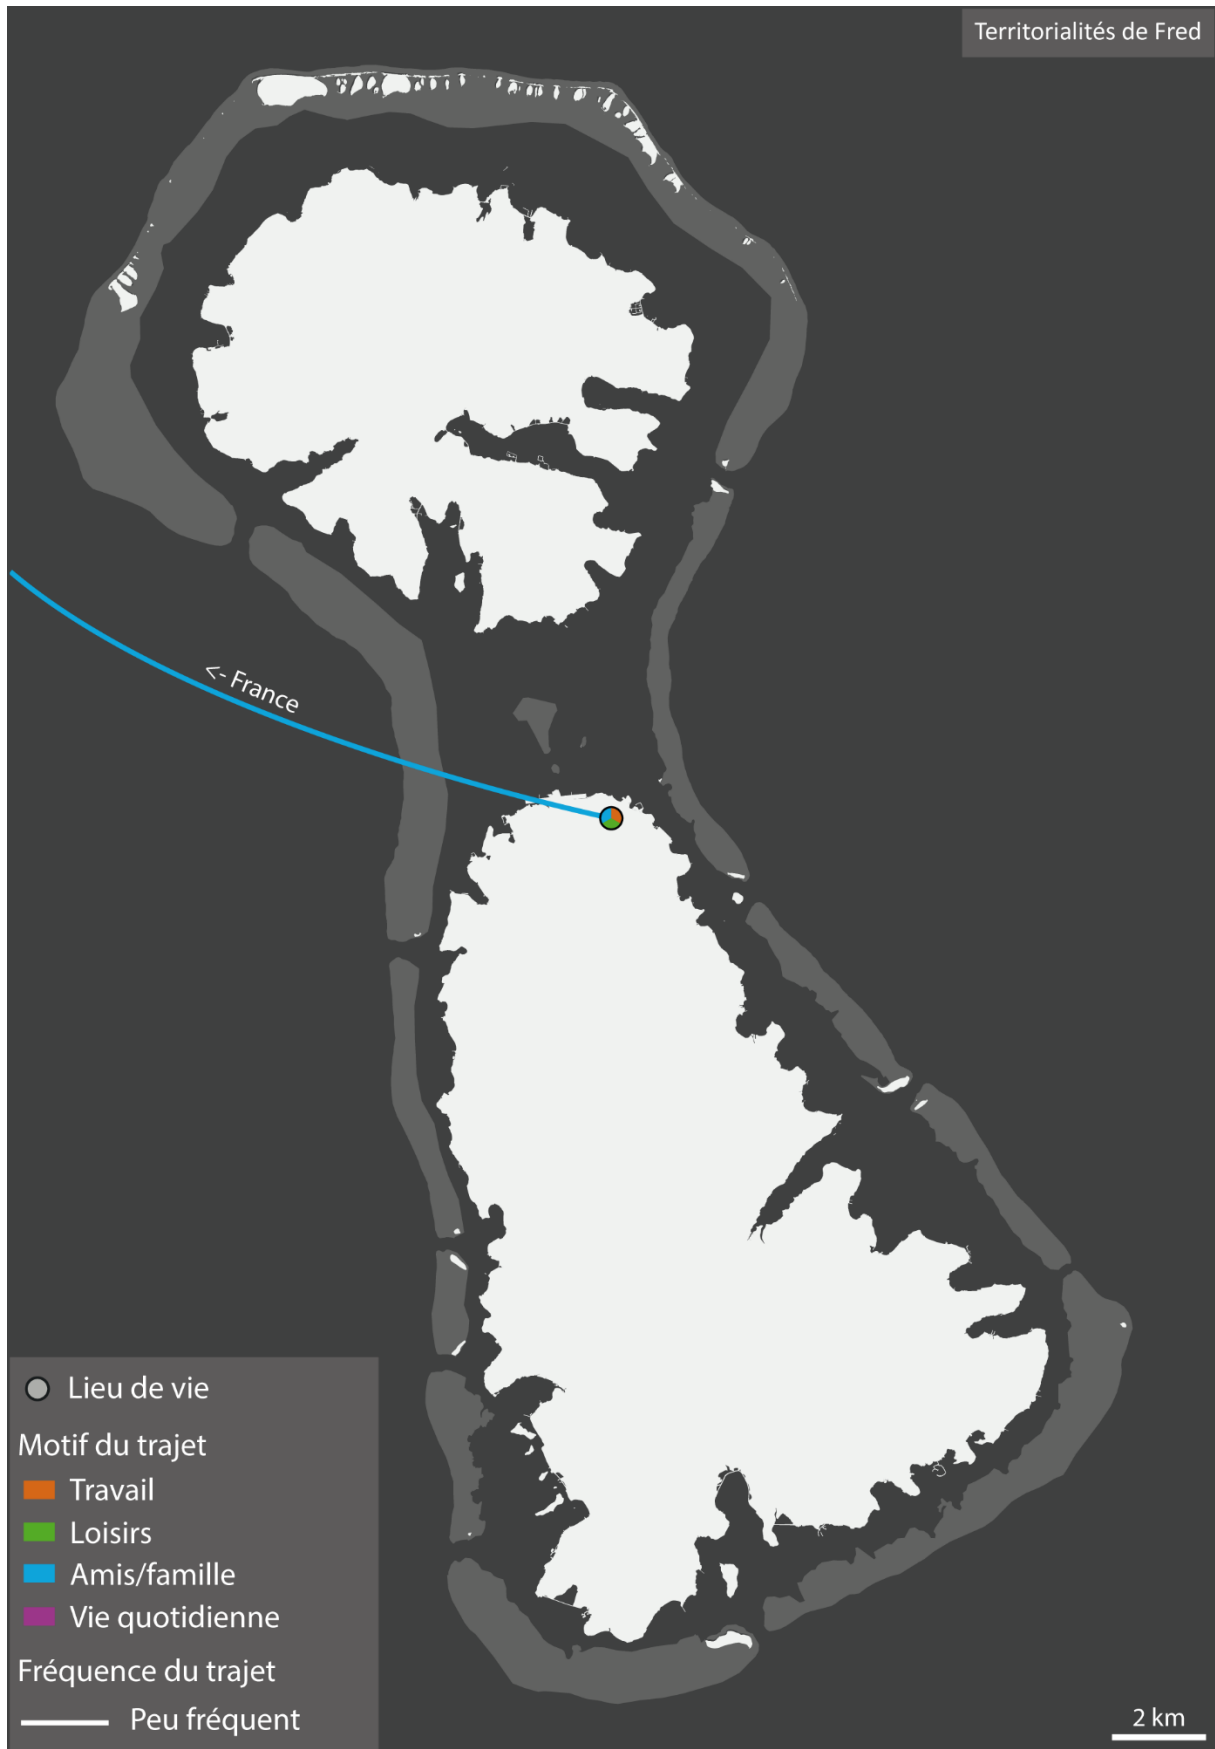 Territorialités de Fred
<- France
Lieu de vie
Motif du trajet
Travail
Loisirs
Amis/famille
Vie quotidienne
Fréquence du trajet
Peu fréquent
2 km